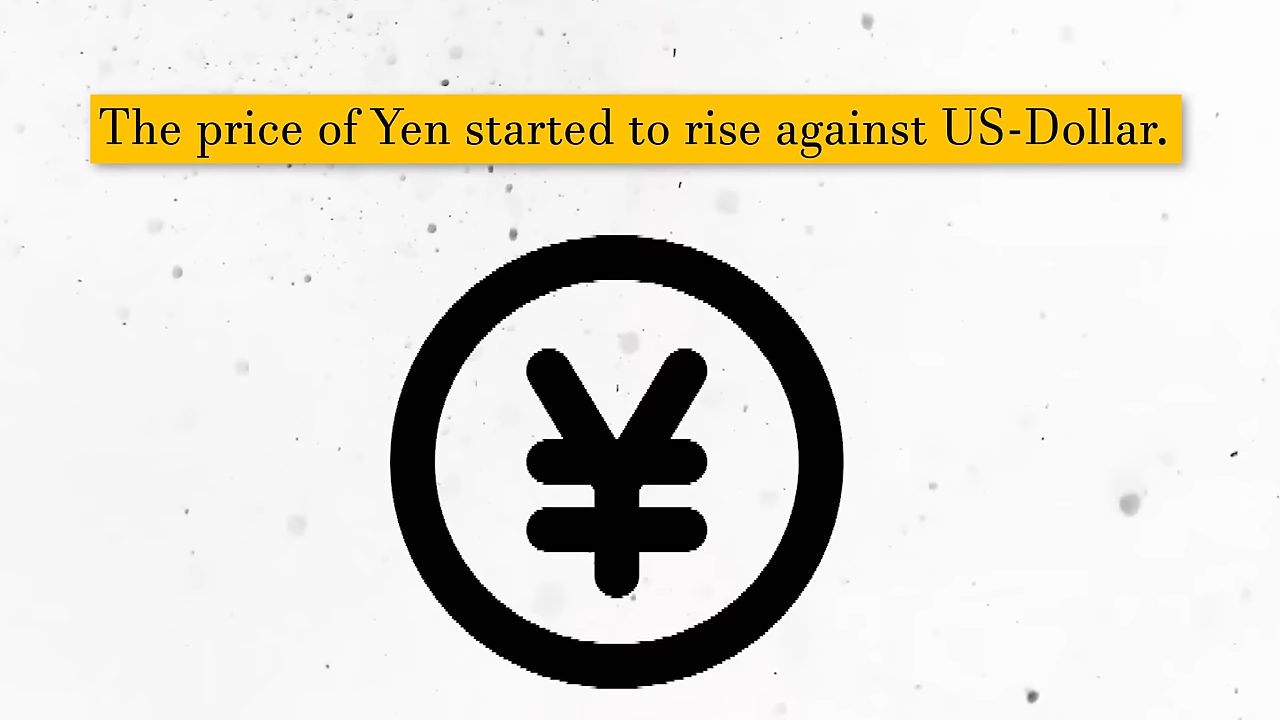 The price of Yen started to rise against US-Dollar.
¥